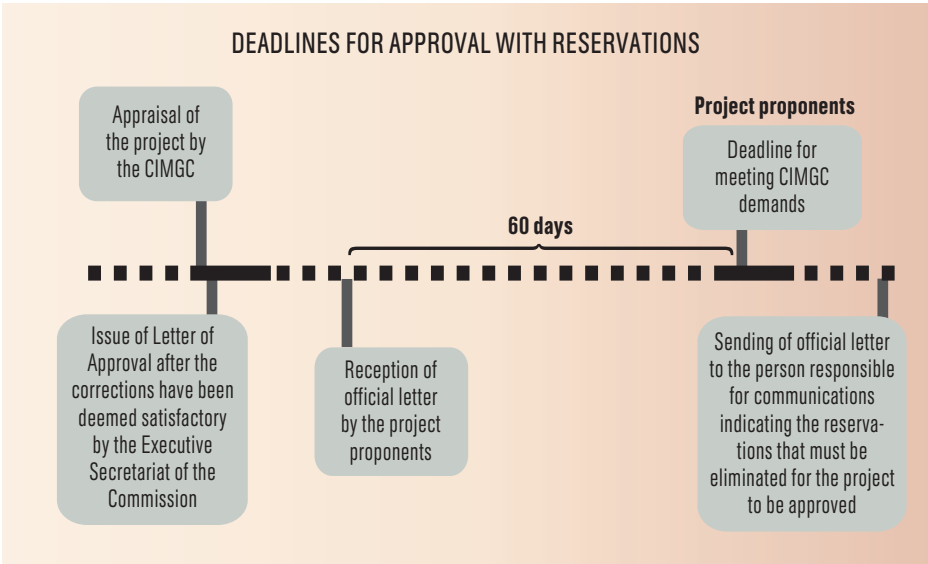 DEADLINES FOR APPROVAL WITH RESERVATIONS
Appraisal of
the project by
the CIMGC
Project proponents
Deadline for
meeting CIMGC
demands
60 days
Issue of Letter of
Approval after the
corrections have been
deemed satisfactory
by the Executive
Secretariat of the
Commission
Reception of
official letter
by the project
proponents
Sending of official letter
to the person responsible
for communications
indicating the reserva-
tions that must be
eliminated for the project
to be approved